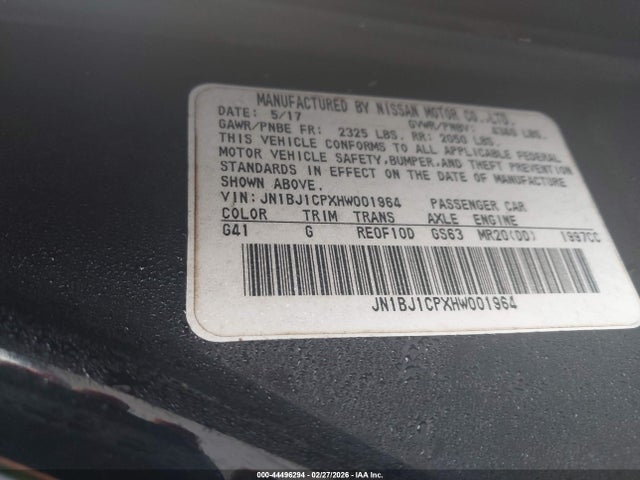 MANUFACTURED BY NISSAN MOTOR CO.,LTD.
DATE: 5/17 GVWR/PNBV: 4365 LBS.
GAWR/PNBE FR: 2325 LBS. RR: 2050 LBS.
THIS VEHICLE CONFORMS TO ALL APPLICABLE FEDERAL
MOTOR VEHICLE SAFETY,BUMPER,AND THEFT PREVENTION
STANDARDS IN EFFECT ON THE DATE OF MANUFACTURE
SHOWN ABOVE.
VIN: JN1BJ1CPXHW001964 PASSENGER CAR
COLOR TRIM TRANS AXLE ENGINE
G41 G RE0F10D GS63 MR20(DD) 1997CC
JN1BJ1CPXHW001964
000-44496294 - 02/27/2026 - IAA Inc.